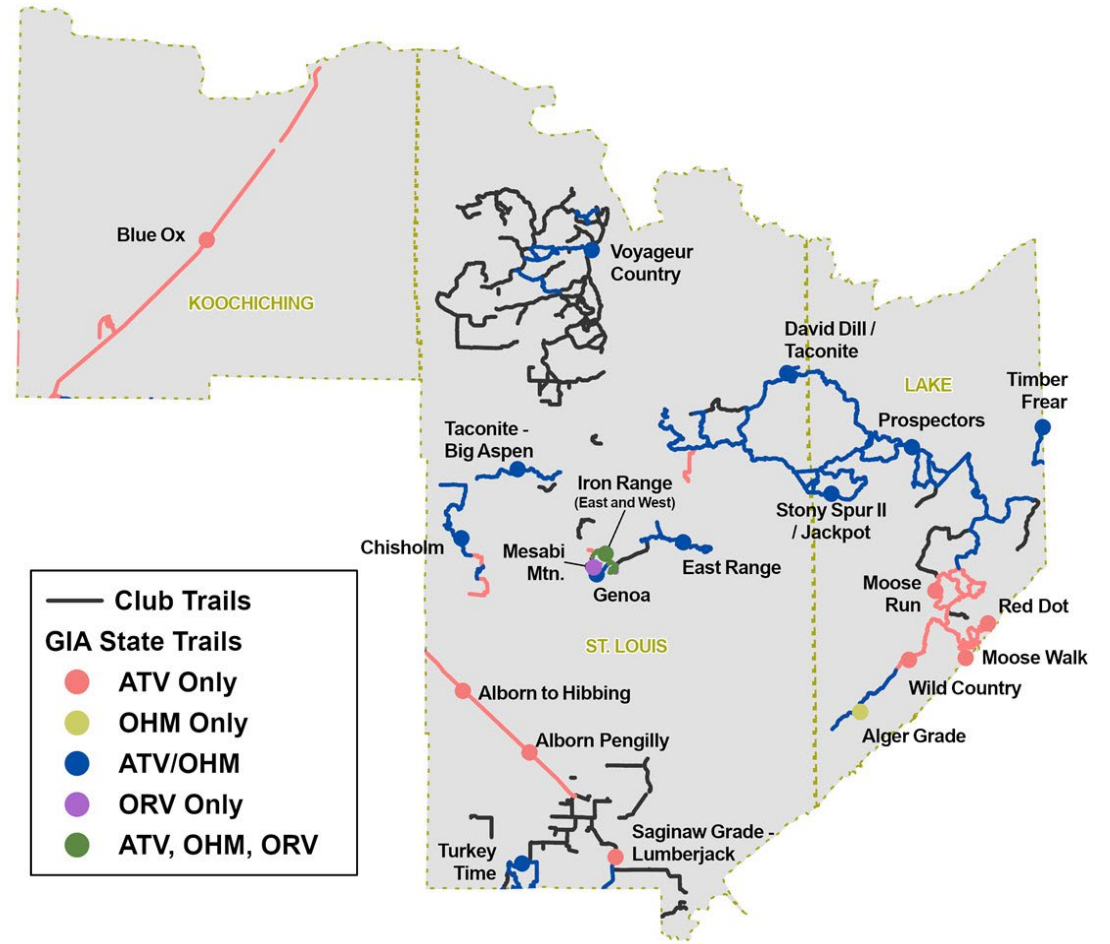 Blue Ox
KOOCHICHING
Voyageur
Country
David Dill /
Taconite
LAKE
Timber
Frear
Prospectors
Taconite -
Big Aspen
Iron Range
(East and West)
Stony Spur II
/ Jackpot
Chisholm
Mesabi
Mtn.
East Range
Genoa
Moose
Run
Red Dot
ST. LOUIS
Moose Walk
Wild Country
Alborn to Hibbing
Alger Grade
Alborn Pengilly
Saginaw Grade -
Lumberjack
Turkey
Time
Club Trails
GIA State Trails
ATV Only
OHM Only
ATV/OHM
ORV Only
ATV, OHM, ORV